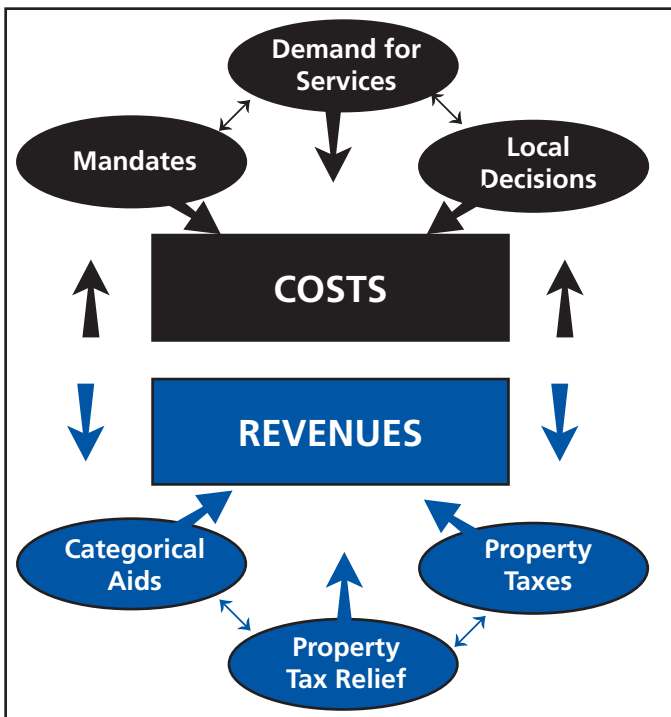 Demand for
Services
Mandates
Local
Decisions
COSTS
REVENUES
Categorical
Aids
Property
Taxes
Property
Tax Relief